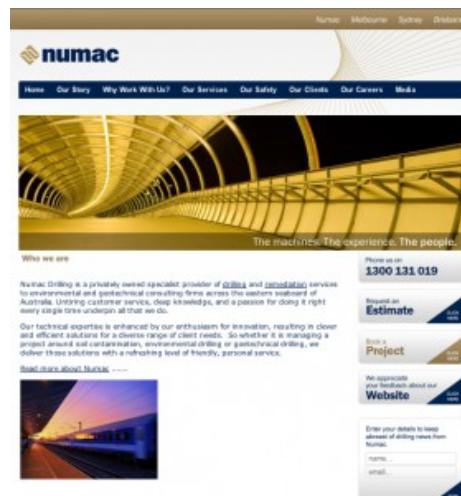 Numac Melbourne Sydney Brisbane
numac
Home Our Story Why Work With Us? Our Services Our Safety Our Clients Our Careers Media
The machines. The experience. The people.
Who we are
Numac Drilling is a privately owned specialist provider of drilling and remediation services
to environmental and geotechnical consulting firms across the eastern seaboard of
Australia. Untiring customer service, deep knowledge, and a passion for doing it right
every single time underpin all that we do.
Our technical expertise is enhanced by our enthusiasm for innovation, resulting in clever
and efficient solutions for a diverse range of client needs. So whether it is managing a
project around soil contamination, environmental drilling or geotechnical drilling, we
deliver those solutions with a refreshing level of friendly, personal service.
Read more about Numac ......
Phone us on
1300 131 019
Request an
Estimate
CLICK HERE
Book a
Project
CLICK HERE
We appreciate
your feedback about our
Website
CLICK HERE
Enter your details to keep
abreast of drilling news from
Numac.
name...
email...